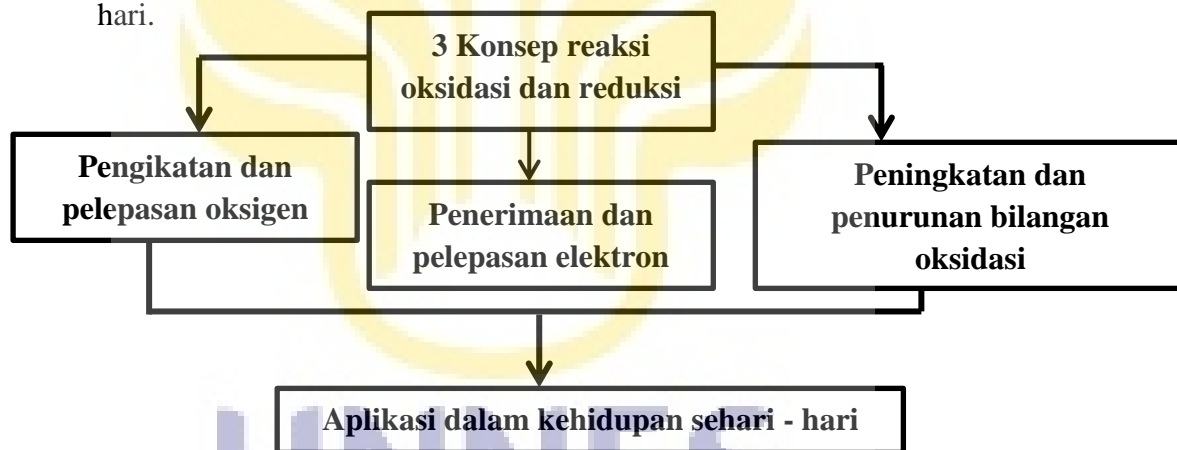 hari.
3 Konsep reaksi
oksidasi dan reduksi
Pengikatan dan
pelepasan oksigen
Penerimaan dan
pelepasan elektron
Peningkatan dan
penurunan bilangan
oksidasi
Aplikasi dalam kehidupan sehari - hari